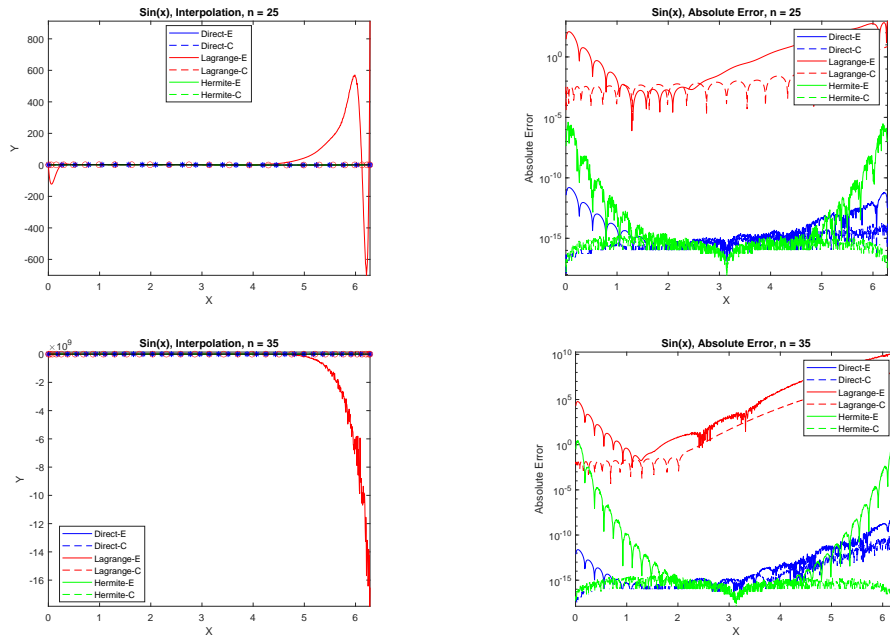 Sin(x), Interpolation, n = 25
800
600
400
200
0
-200
-400
-600
Y
0 1 2 3 4 5 6
X
Direct-E
Direct-C
Lagrange-E
Lagrange-C
Hermite-E
Hermite-C
Sin(x), Absolute Error, n = 25
10^0
10^-5
10^-10
10^-15
Absolute Error
0 1 2 3 4 5 6
X
Direct-E
Direct-C
Lagrange-E
Lagrange-C
Hermite-E
Hermite-C
Sin(x), Interpolation, n = 35
×10^9
0
-2
-4
-6
-8
-10
-12
-14
-16
Y
0 1 2 3 4 5 6
X
Direct-E
Direct-C
Lagrange-E
Lagrange-C
Hermite-E
Hermite-C
Sin(x), Absolute Error, n = 35
10^10
10^5
10^0
10^-5
10^-10
10^-15
Absolute Error
0 1 2 3 4 5 6
X
Direct-E
Direct-C
Lagrange-E
Lagrange-C
Hermite-E
Hermite-C